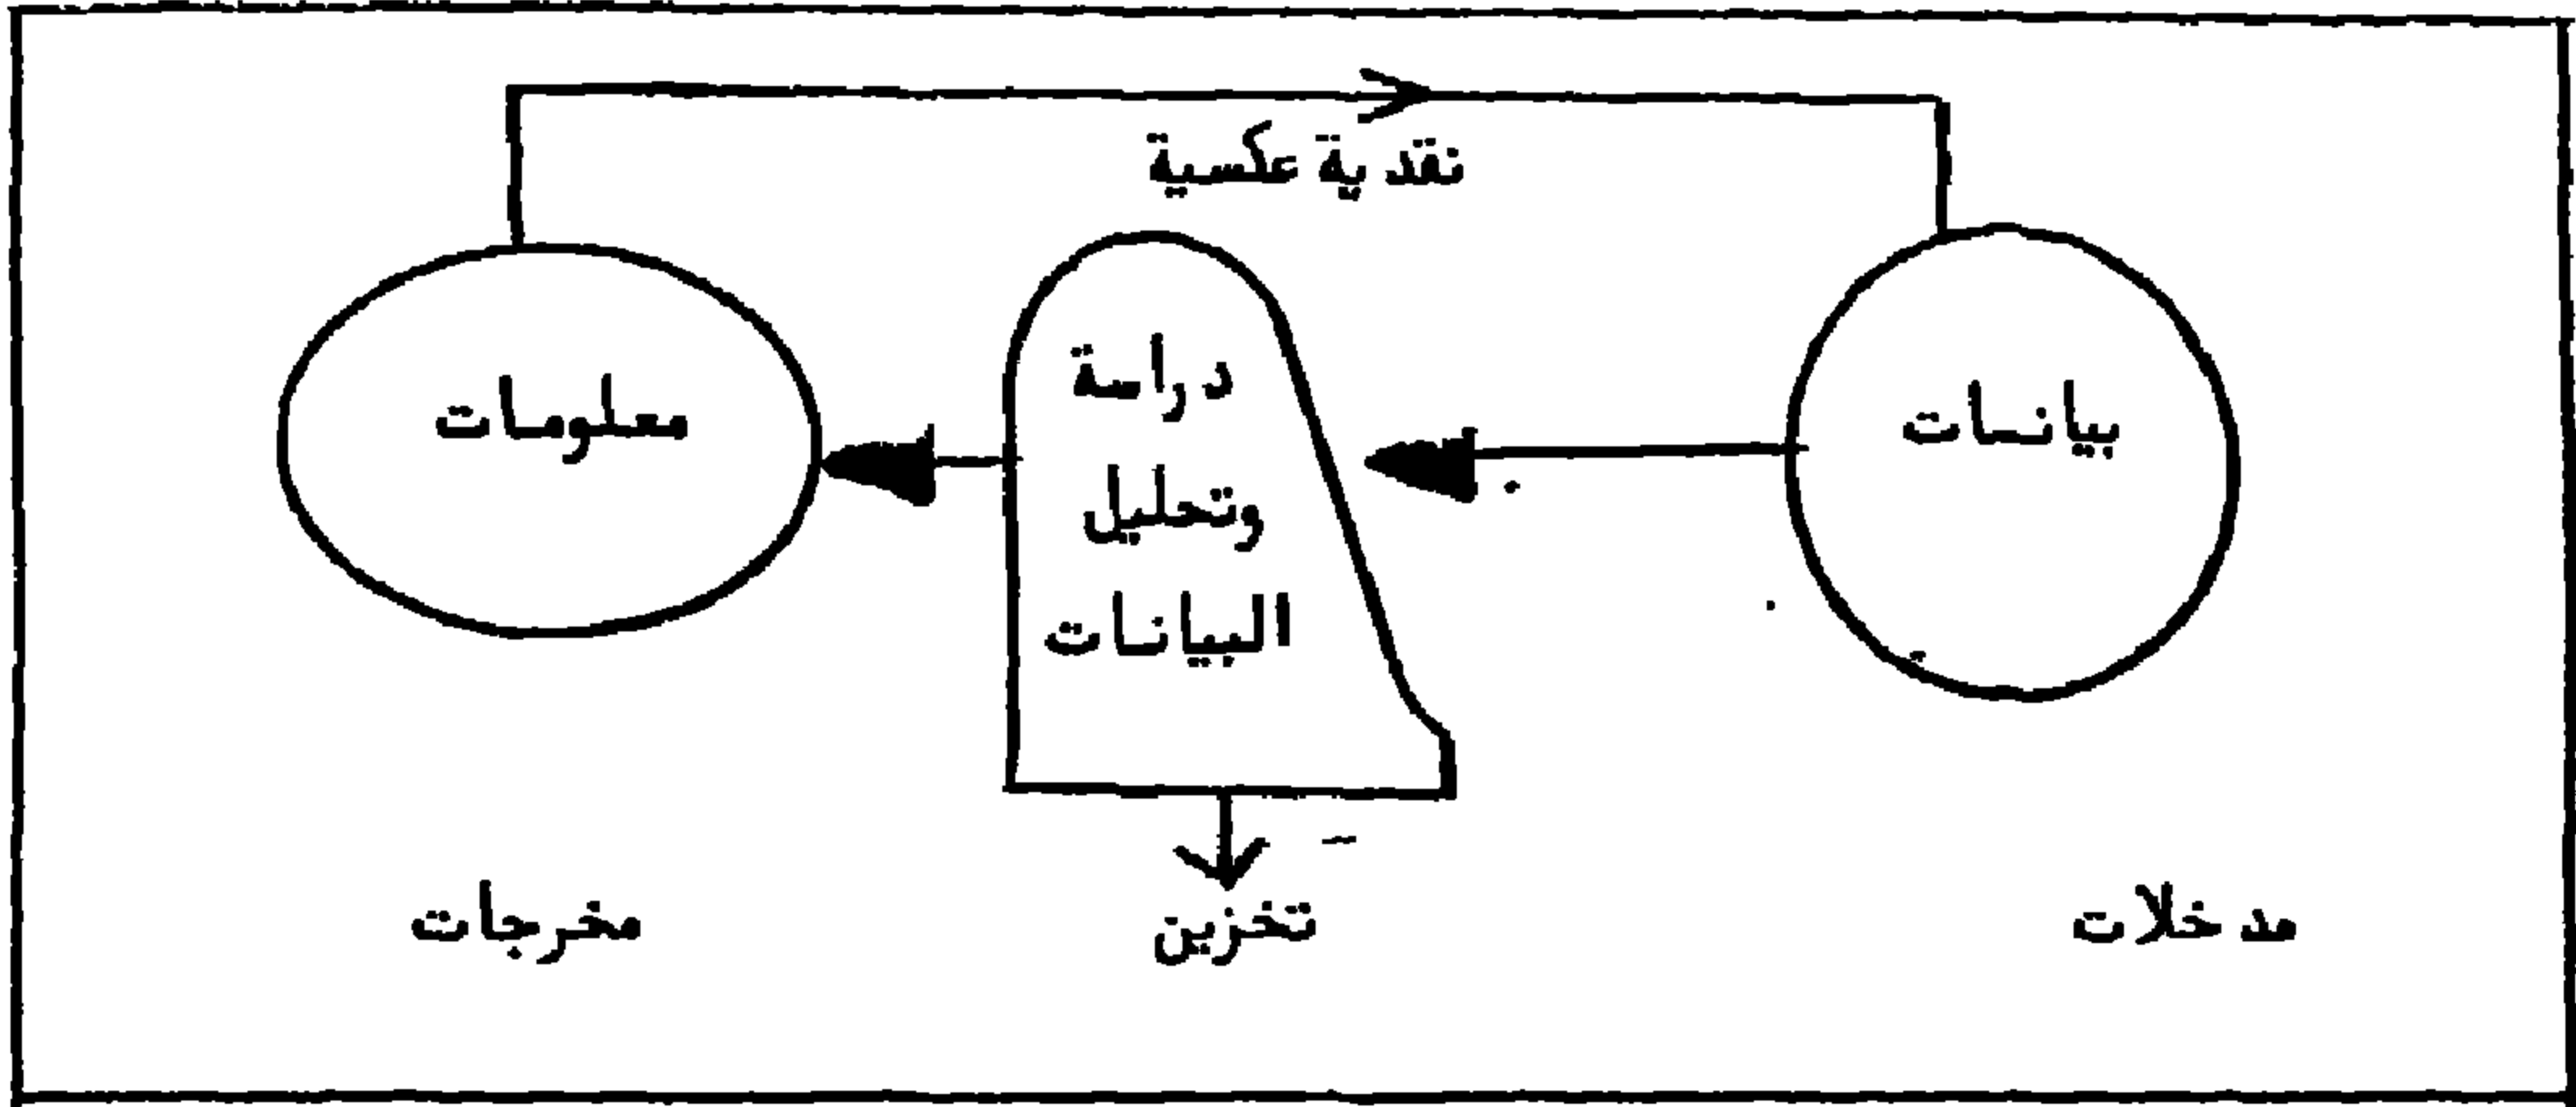 نقدية عكسية
بيانات
دراسة
وتحليل
البيانات
معلومات
مدخلات
تخزين
مخرجات